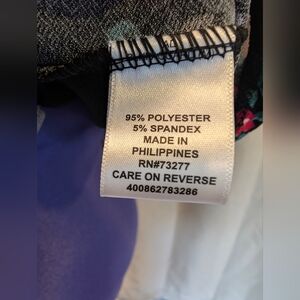 95% POLYESTER
5% SPANDEX
MADE IN
PHILIPPINES
RN#73277
CARE ON REVERSE
400862783286